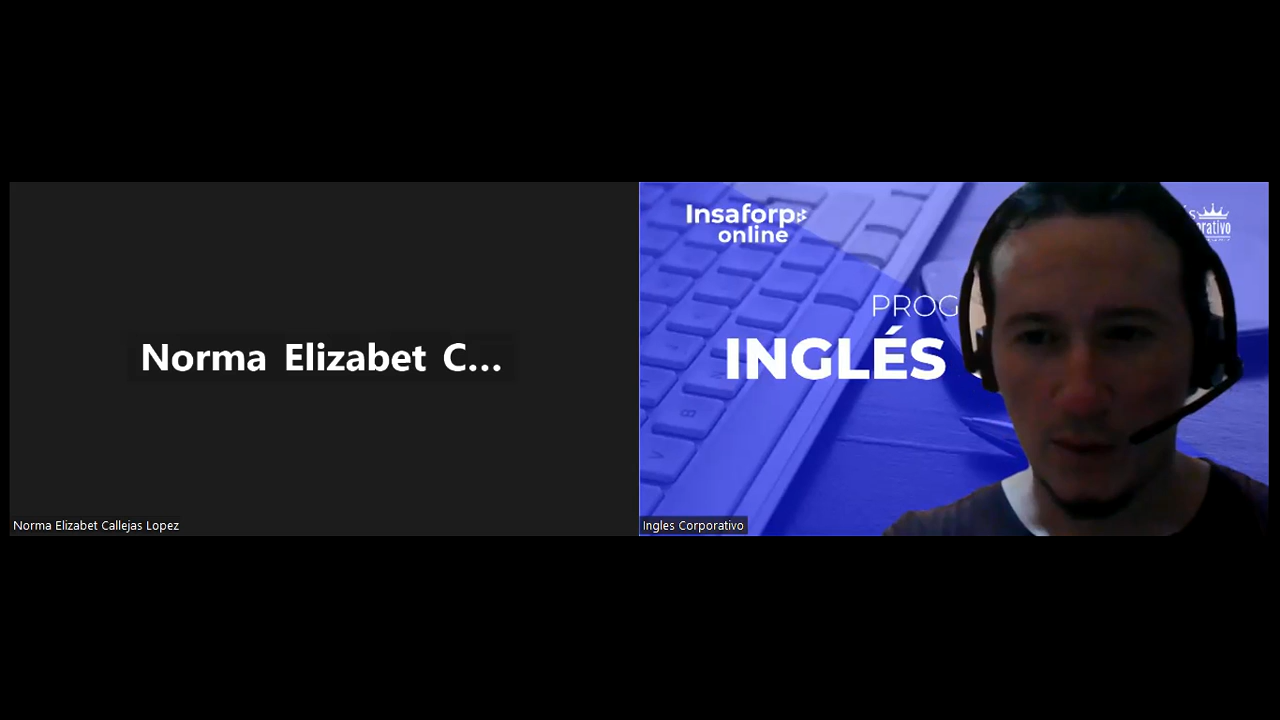 Norma Elizabet C...
Norma Elizabet Callejas Lopez
Insaforp
online
PROG
INGLÉS
Ingles Corporativo